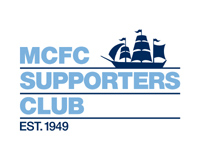 MCFC
SUPPORTERS
CLUB
EST. 1949